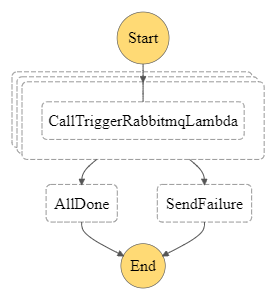 Start
CallTriggerRabbitmqLambda
AllDone
SendFailure
End